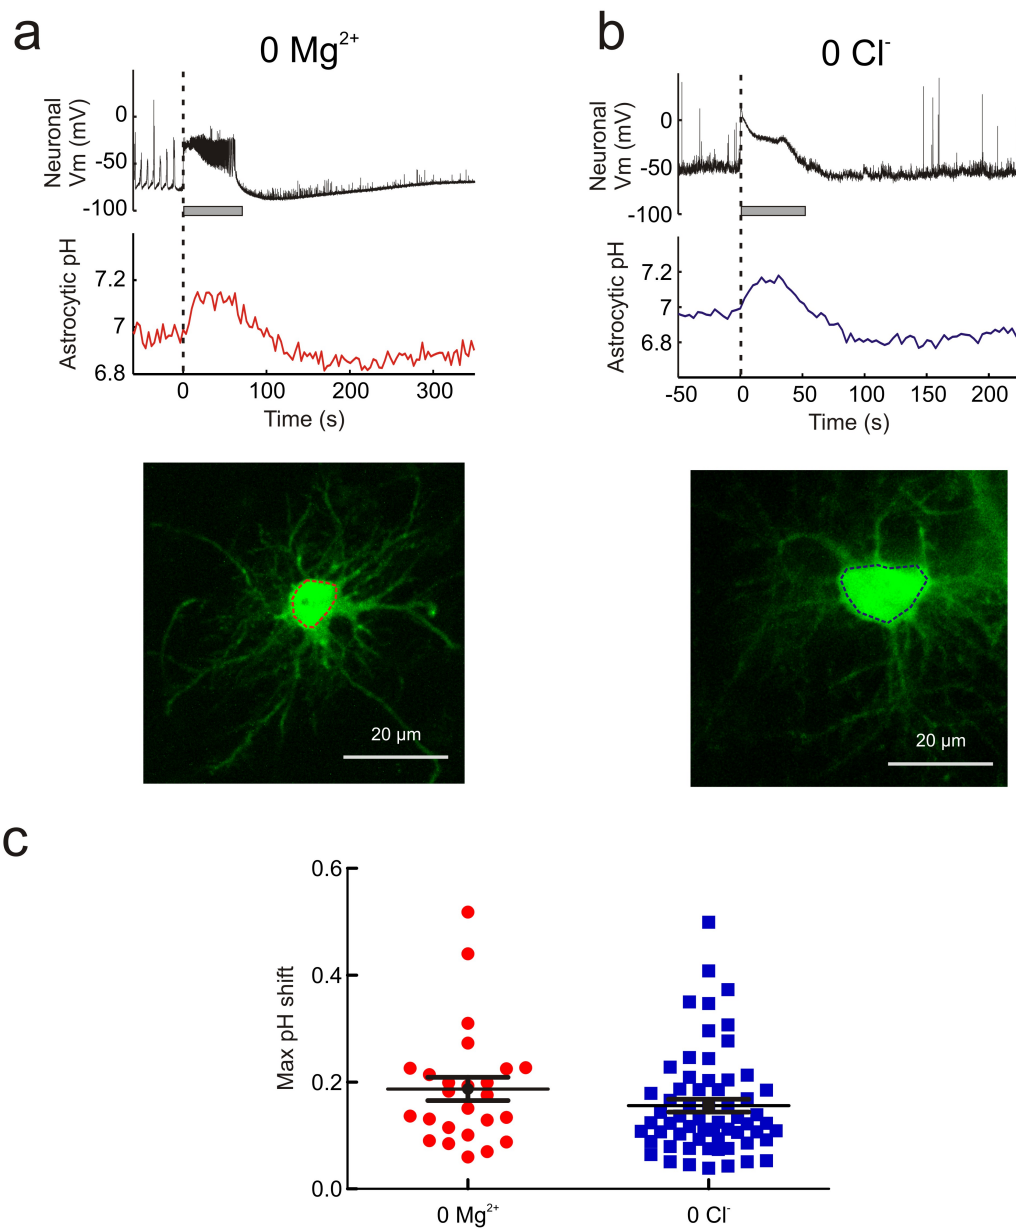 a
0 Mg²⁺
Neuronal
Vm (mV)
0
-50
-100
Astrocytic pH
7.2
7
6.8
0
100
200
300
Time (s)
20 µm
b
0 Cl⁻
Neuronal
Vm (mV)
0
-50
-100
Astrocytic pH
7.2
7
6.8
-50
0
50
100
150
200
Time (s)
20 µm
c
Max pH shift
0.6
0.4
0.2
0.0
0 Mg²⁺
0 Cl⁻